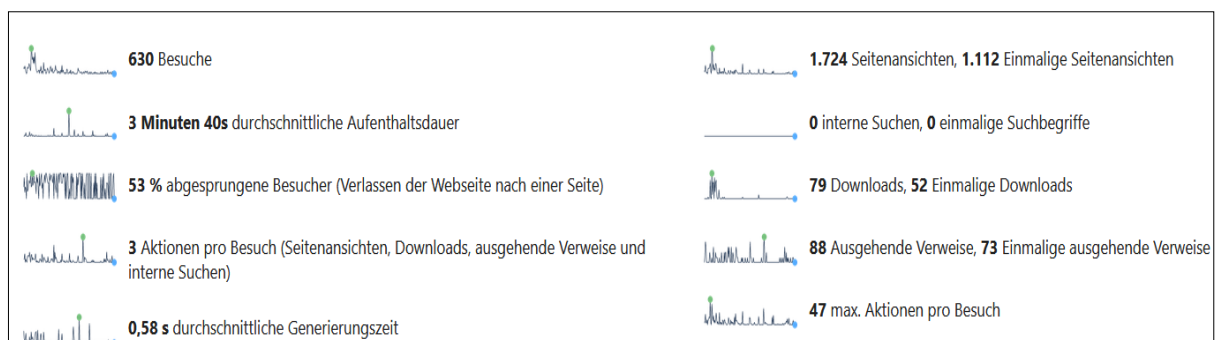 630 Besuche
3 Minuten 40s durchschnittliche Aufenthaltsdauer
53 % abgesprungene Besucher (Verlassen der Webseite nach einer Seite)
3 Aktionen pro Besuch (Seitenansichten, Downloads, ausgehende Verweise und
interne Suchen)
0,58 s durchschnittliche Generierungszeit
1.724 Seitenansichten, 1.112 Einmalige Seitenansichten
0 interne Suchen, 0 einmalige Suchbegriffe
79 Downloads, 52 Einmalige Downloads
88 Ausgehende Verweise, 73 Einmalige ausgehende Verweise
47 max. Aktionen pro Besuch